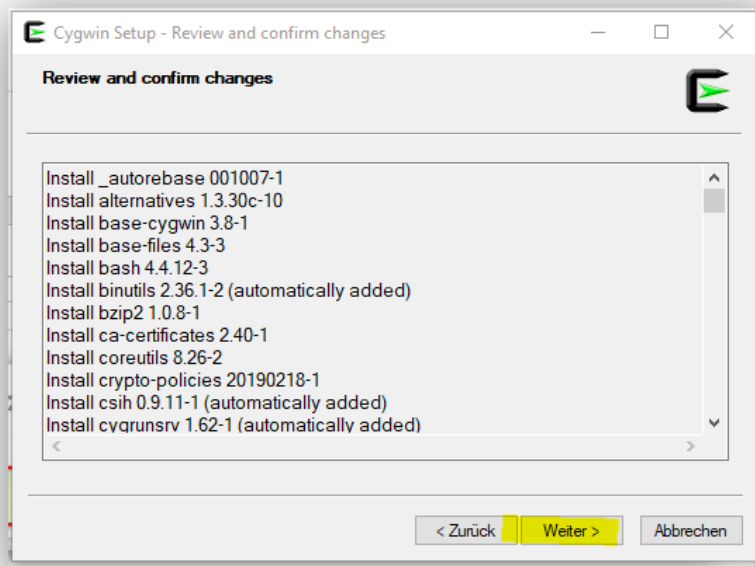 Cygwin Setup - Review and confirm changes
Review and confirm changes
Install _autorebase 001007-1
Install alternatives 1.3.30c-10
Install base-cygwin 3.8-1
Install base-files 4.3-3
Install bash 4.4.12-3
Install binutils 2.36.1-2 (automatically added)
Install bzip2 1.0.8-1
Install ca-certificates 2.40-1
Install coreutils 8.26-2
Install crypto-policies 20190218-1
Install csih 0.9.11-1 (automatically added)
Install cygrunsrv 1.62-1 (automatically added)
< Zurück Weiter > Abbrechen